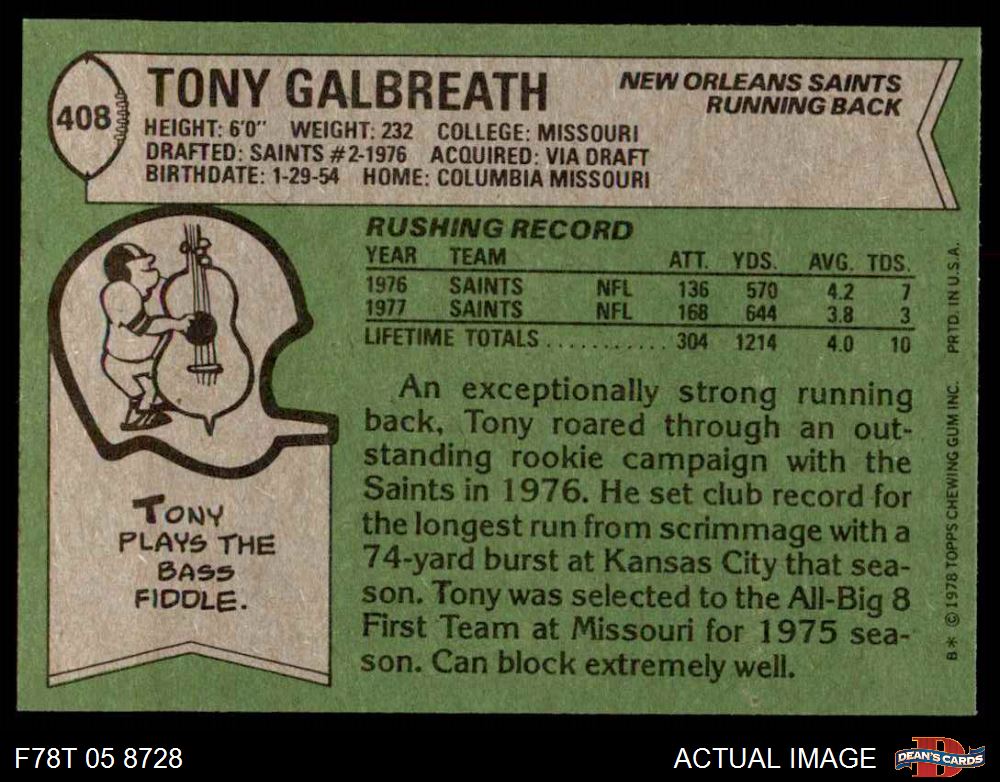 408
TONY GALBREATH
NEW ORLEANS SAINTS
RUNNING BACK
HEIGHT: 6'0" WEIGHT: 232 COLLEGE: MISSOURI
DRAFTED: SAINTS #2-1976 ACQUIRED: VIA DRAFT
BIRTHDATE: 1-29-54 HOME: COLUMBIA MISSOURI
RUSHING RECORD
YEAR TEAM ATT. YDS. AVG. TDS.
1976 SAINTS NFL 136 570 4.2 7
1977 SAINTS NFL 168 644 3.8 3
LIFETIME TOTALS ............ 304 1214 4.0 10
An exceptionally strong running
back, Tony roared through an out-
standing rookie campaign with the
Saints in 1976. He set club record for
the longest run from scrimmage with a
74-yard burst at Kansas City that sea-
son. Tony was selected to the All-Big 8
First Team at Missouri for 1975 sea-
son. Can block extremely well.
TONY
PLAYS THE
BASS
FIDDLE.
B* © 1978 TOPPS CHEWING GUM INC. PRTD. IN U.S.A.
F78T 05 8728
ACTUAL IMAGE
D
DEAN'S CARDS